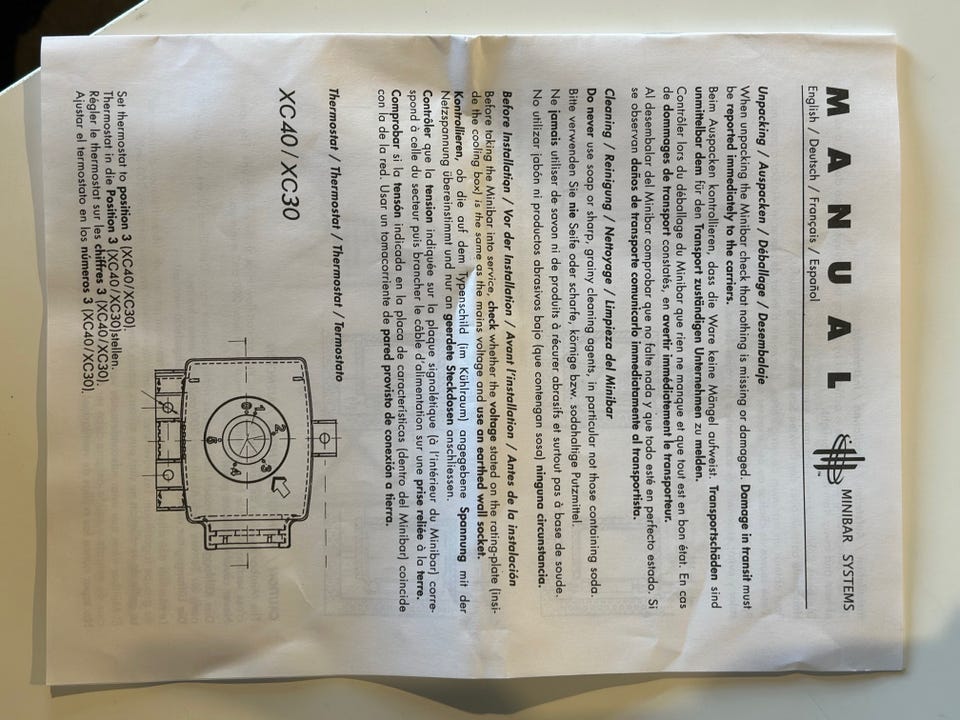 MANUAL
MINIBAR SYSTEMS
English / Deutsch / Français / Español
Unpacking / Auspacken / Déballage / Desembalaje
When unpacking the Minibar check that nothing is missing or damaged. Damage in transit must
be reported immediately to the carriers.
Beim Auspacken kontrollieren, dass die Ware keine Mängel aufweist. Transportschäden sind
unmittelbar dem für den Transport zuständigen Unternehmen zu melden.
Contrôler lors du déballage du Minibar que rien ne manque et que tout est en bon état. En cas
de dommages de transport constatés, en avertir immédiatement le transporteur.
Al desembalar del Minibar comprobar que no falte nada y que todo esté en perfecto estado. Si
se observan daños de transporte comunicarlo inmediatamente al transportista.
Cleaning / Reinigung / Nettoyage / Limpieza del Minibar
Do never use soap or sharp, grainy cleaning agents, in particular not those containing soda.
Bitte verwenden Sie nie Seife oder scharfe, körnige bzw. sodahaltige Putzmittel.
Ne jamais utiliser de savon ni de produits à récurer abrasifs et surtout pas à base de soude.
No utilizar jabón ni productos abrasivos bajo (que contengan sosa) ninguna circunstancia.
Before Installation / Vor der Installation / Avant l'installation / Antes de la instalación
Before taking the Minibar into service, check whether the voltage stated on the rating-plate (insi-
de the cooling box) is the same as the mains voltage and use an earthed wall socket.
Kontrollieren, ob die auf dem Typenschild (im Kühlraum) angegebene Spannung mit der
Netzspannung übereinstimmt und nur an geerdete Steckdosen anschliessen.
Contrôler que la tension indiquée sur la plaque signalétique (à l'intérieur du Minibar) corre-
spond à celle du secteur puis brancher le câble d'alimentation sur une prise reliée à la terre.
Comprobar si la tensón indicada en la placa de características (dentro del Minibar) coincide
con la de la red. Usar un tomacorriente de pared provisto de conexión a tierra.
Thermostat / Thermostat / Thermostat / Termostato
XC40/XC30
0
1
2
3
4
5
Set thermostat to position 3 (XC40/XC30).
Thermostat in die Position 3 (XC40/XC30)stellen.
Régler le thermostat sur les chiffres 3 (XC40/XC30).
Ajustar el termostato en los números 3 (XC40/XC30).